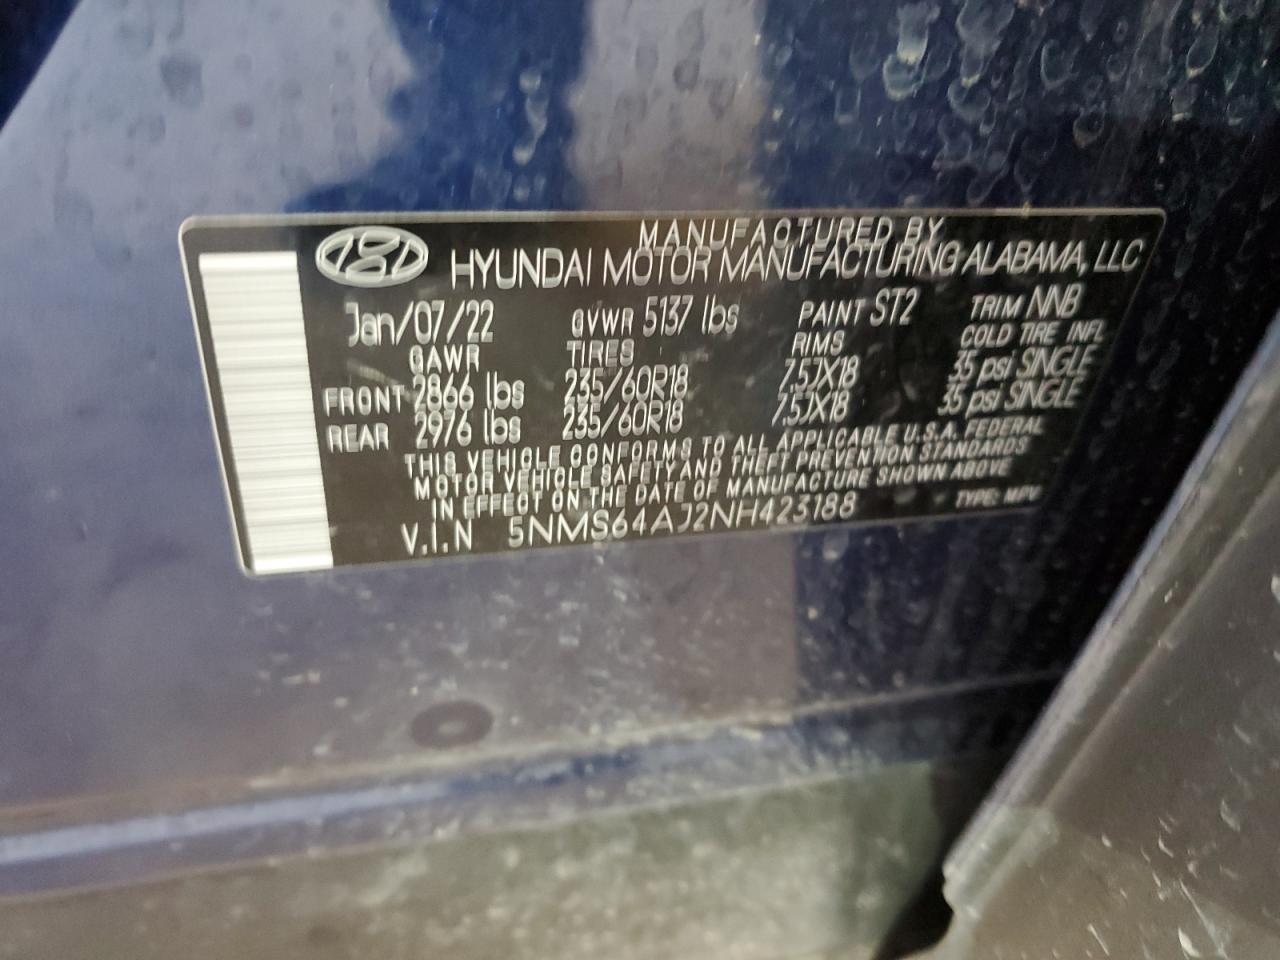 MANUFACTURED BY
HYUNDAI MOTOR MANUFACTURING ALABAMA, LLC
Jan/07/22 GVWR 5137 lbs PAINT ST2 TRIM NNB
GAWR TIRES RIMS COLD TIRE INFL
FRONT 2866 lbs 235/60R18 7.5JX18 35 psi SINGLE
REAR 2976 lbs 235/60R18 7.5JX18 35 psi SINGLE
THIS VEHICLE CONFORMS TO ALL APPLICABLE U.S.A. FEDERAL
MOTOR VEHICLE SAFETY AND THEFT PREVENTION STANDARDS
IN EFFECT ON THE DATE OF MANUFACTURE SHOWN ABOVE
V.I.N 5NMS64AJ2NH423188 TYPE: MPV